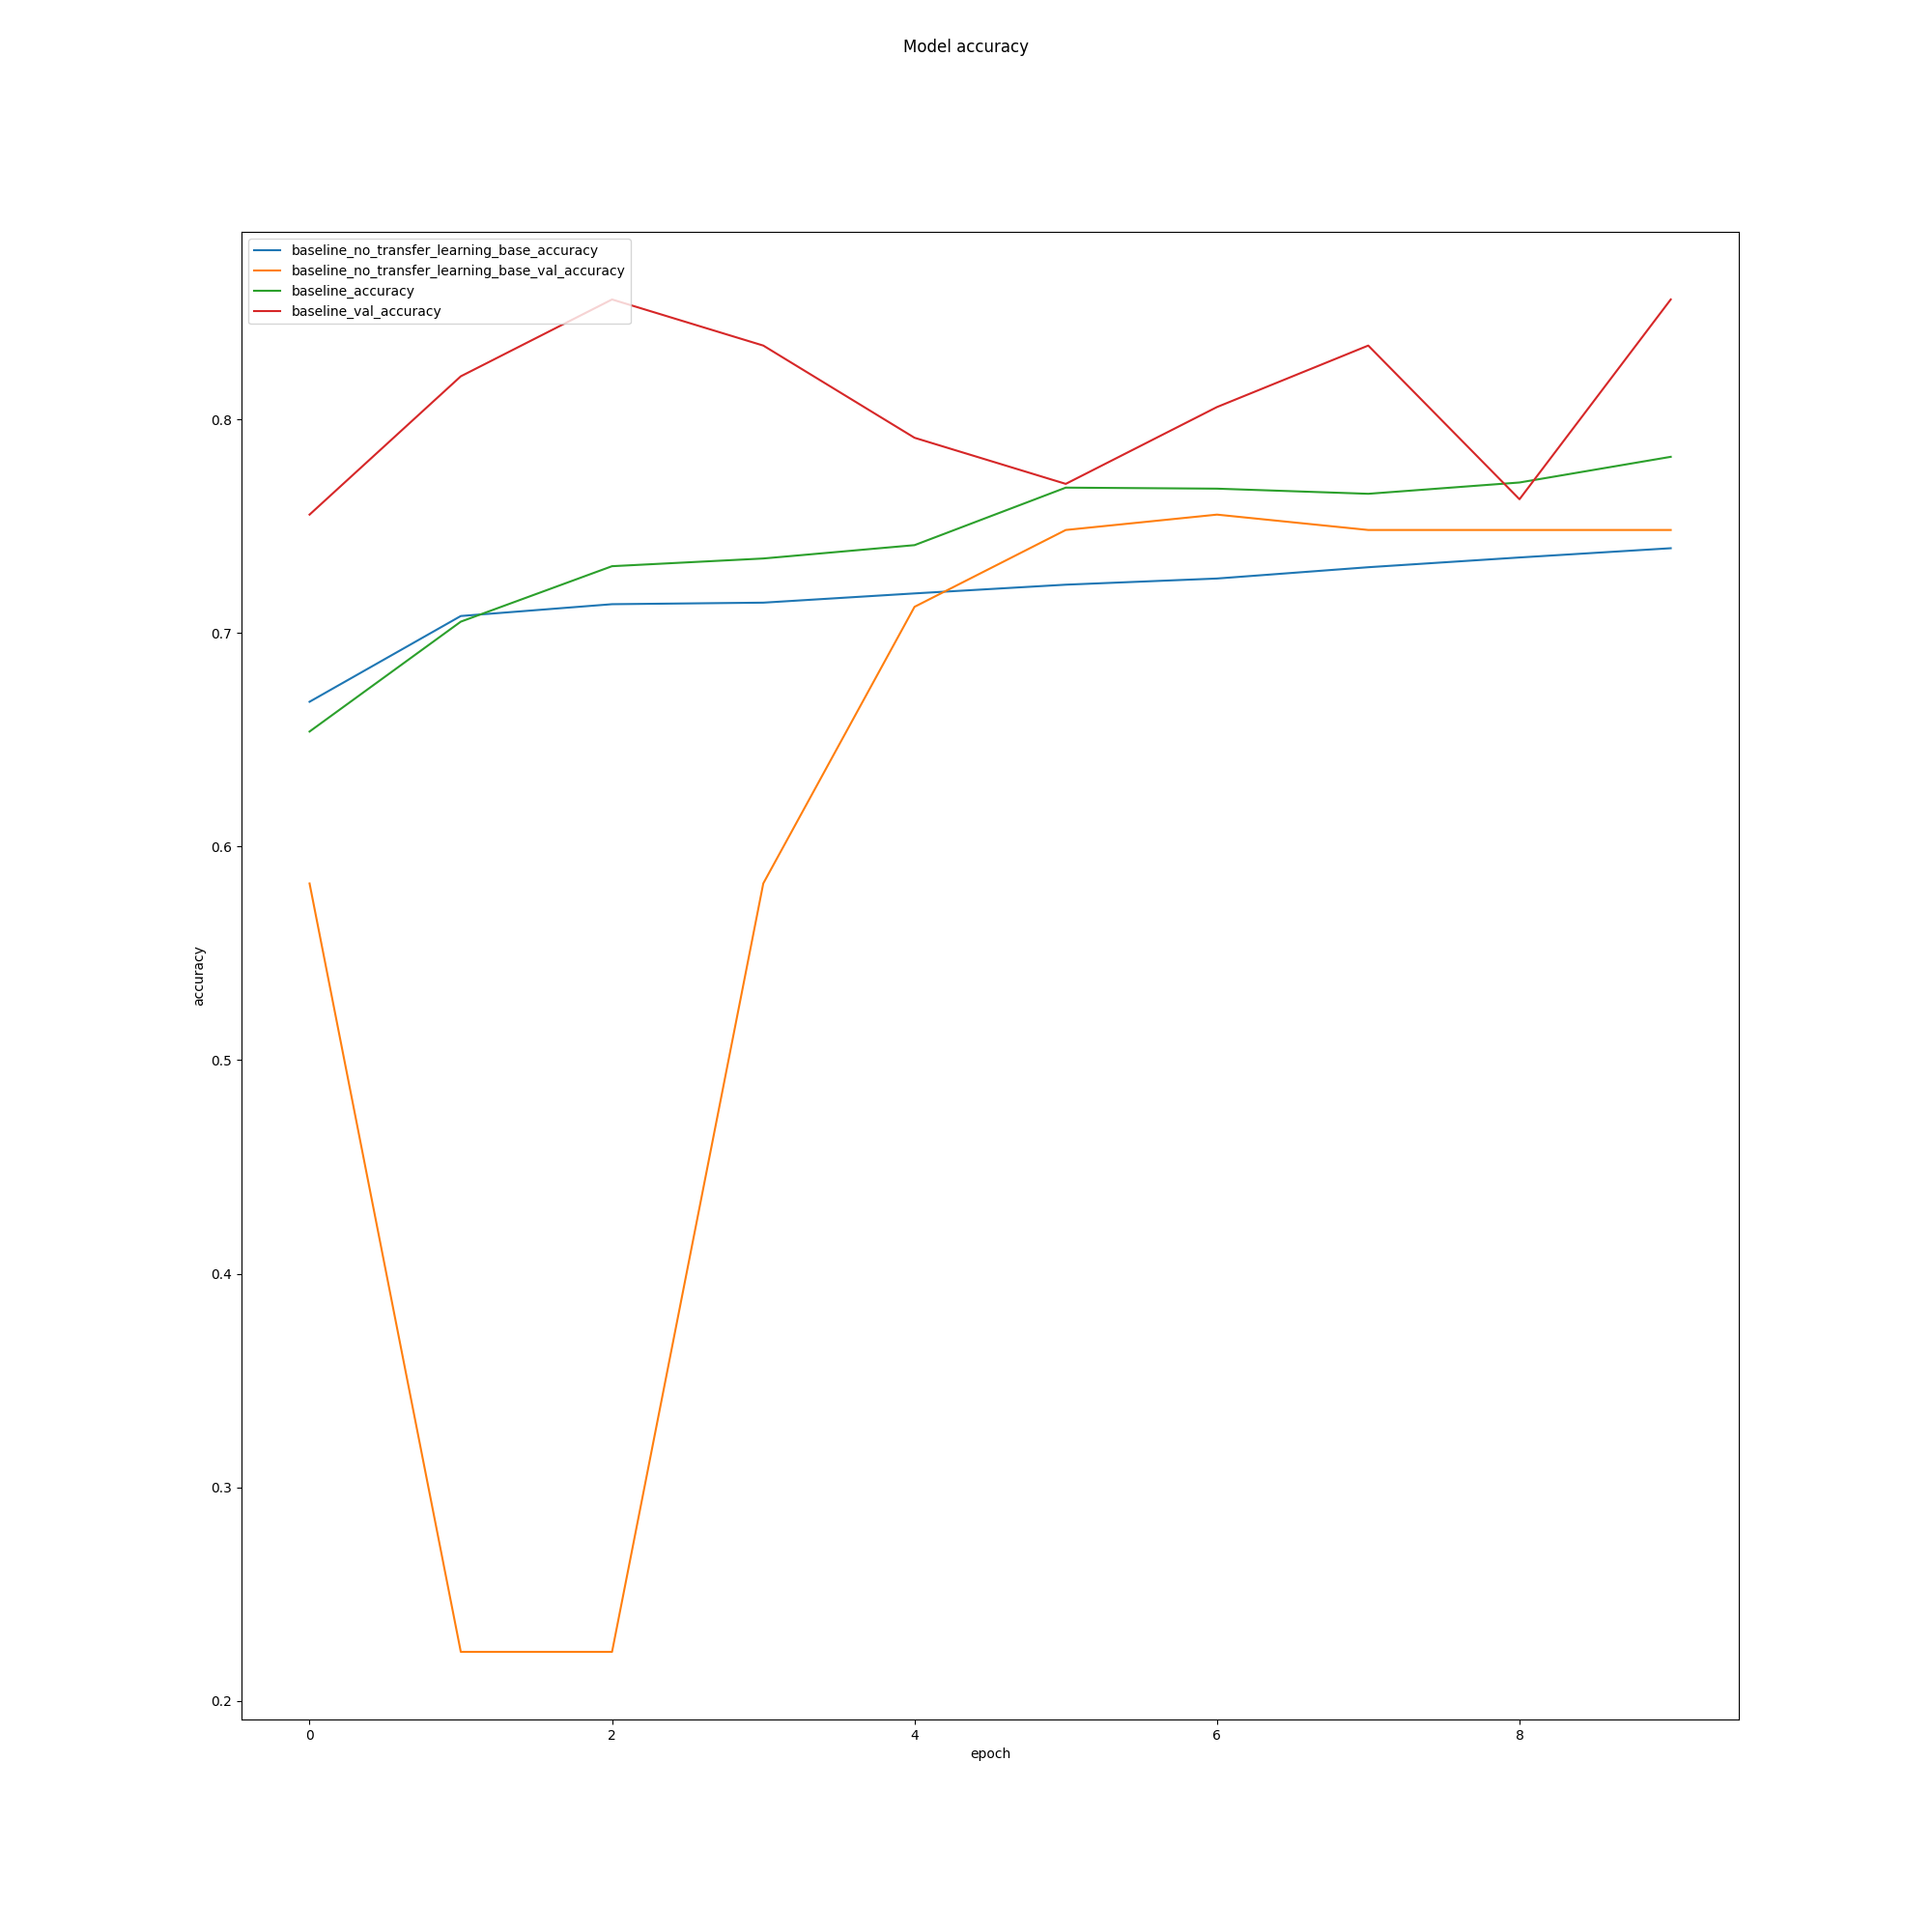 Model accuracy
baseline_no_transfer_learning_base_accuracy
baseline_no_transfer_learning_base_val_accuracy
baseline_accuracy
baseline_val_accuracy
0.8
0.7
0.6
0.5
0.4
0.3
0.2
accuracy
0 2 4 6 8
epoch